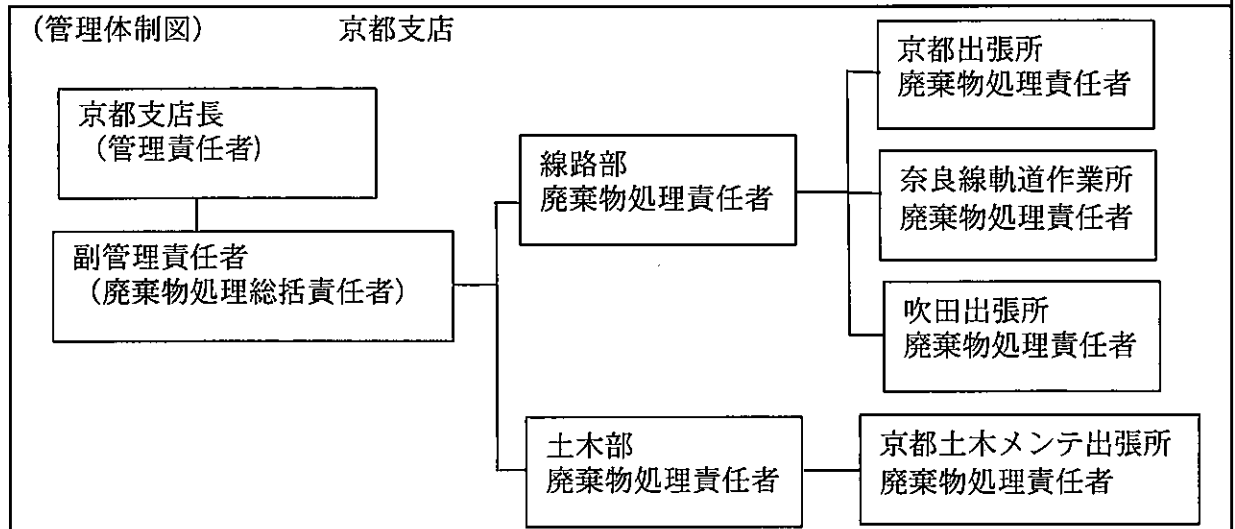 (管理体制図) 京都支店
京都支店長
(管理責任者)
副管理責任者
(廃棄物処理総括責任者)
線路部
廃棄物処理責任者
京都出張所
廃棄物処理責任者
奈良線軌道作業所
廃棄物処理責任者
吹田出張所
廃棄物処理責任者
土木部
廃棄物処理責任者
京都土木メンテ出張所
廃棄物処理責任者